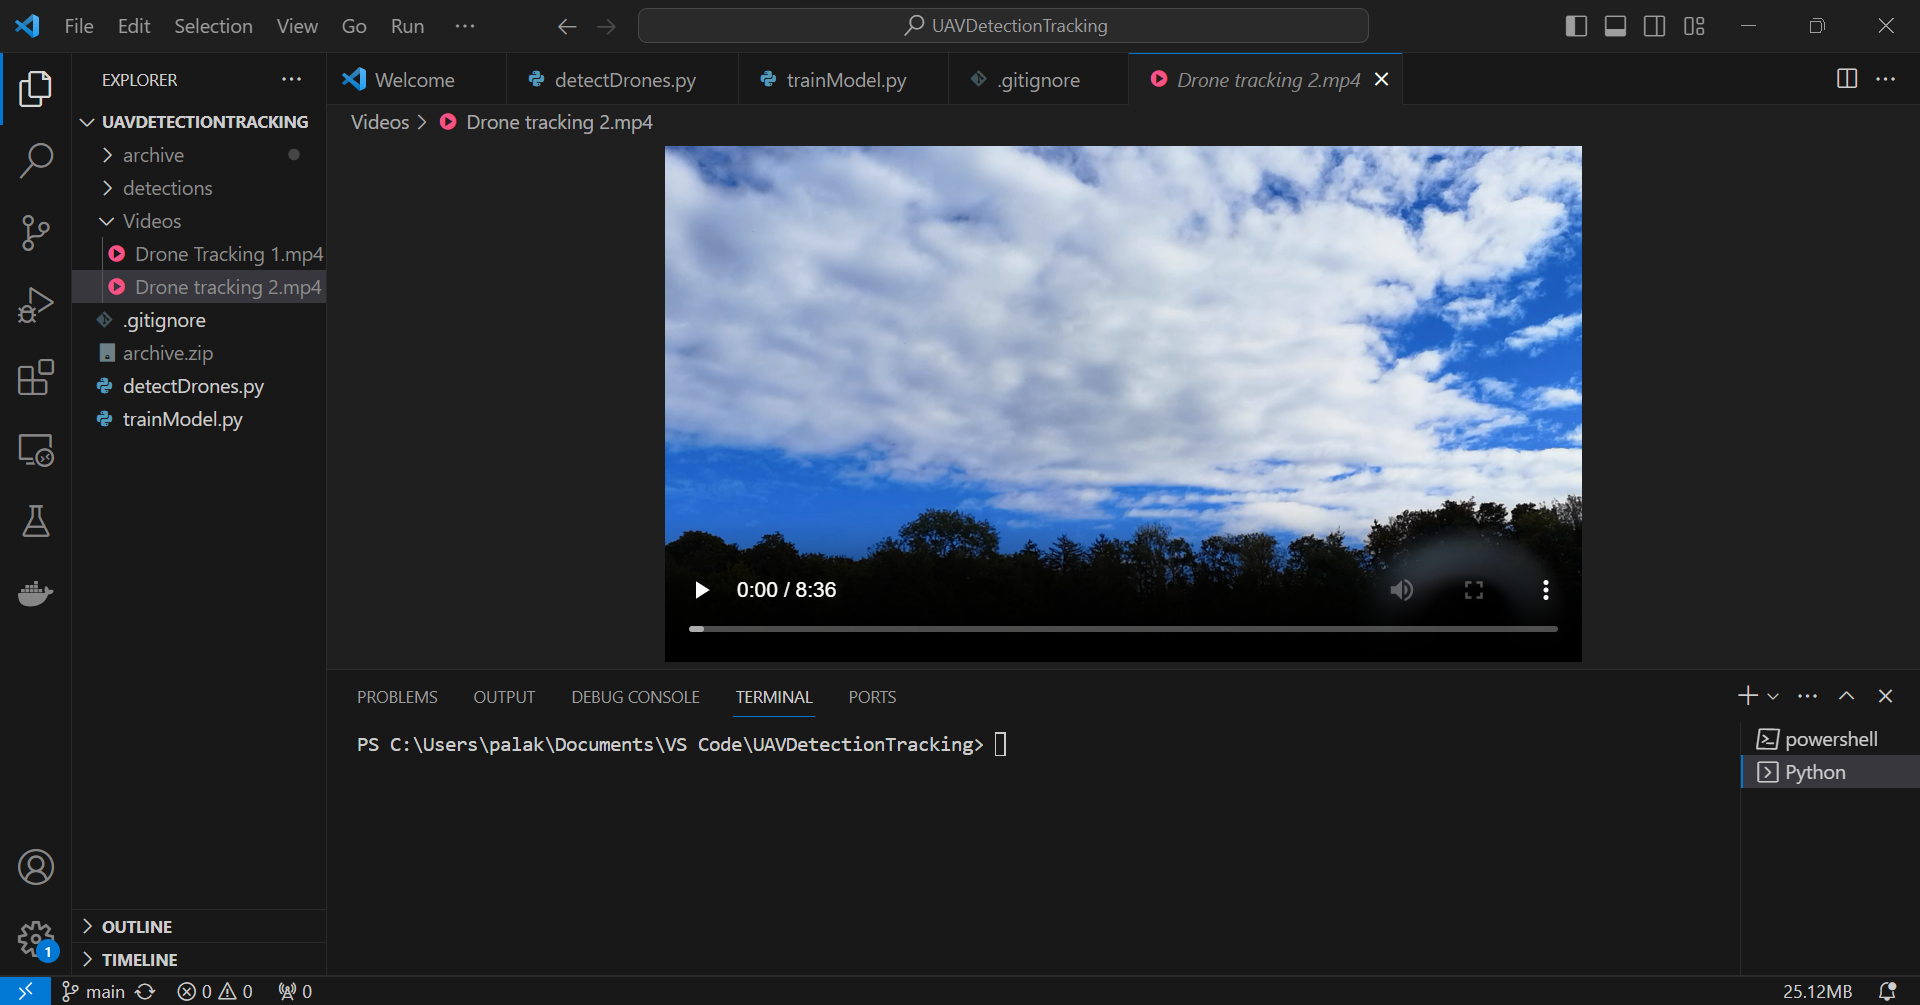 File Edit Selection View Go Run ···
UAVDetectionTracking
EXPLORER
UAVDETECTIONTRACKING
archive
detections
Videos
Drone Tracking 1.mp4
Drone tracking 2.mp4
.gitignore
archive.zip
detectDrones.py
trainModel.py
OUTLINE
TIMELINE
Welcome detectDrones.py trainModel.py .gitignore Drone tracking 2.mp4
Videos > Drone tracking 2.mp4
0:00 / 8:36
PROBLEMS OUTPUT DEBUG CONSOLE TERMINAL PORTS
PS C:\Users\palak\Documents\VS Code\UAVDetectionTracking>
powershell
Python
1
main 0 0 0 25.12MB